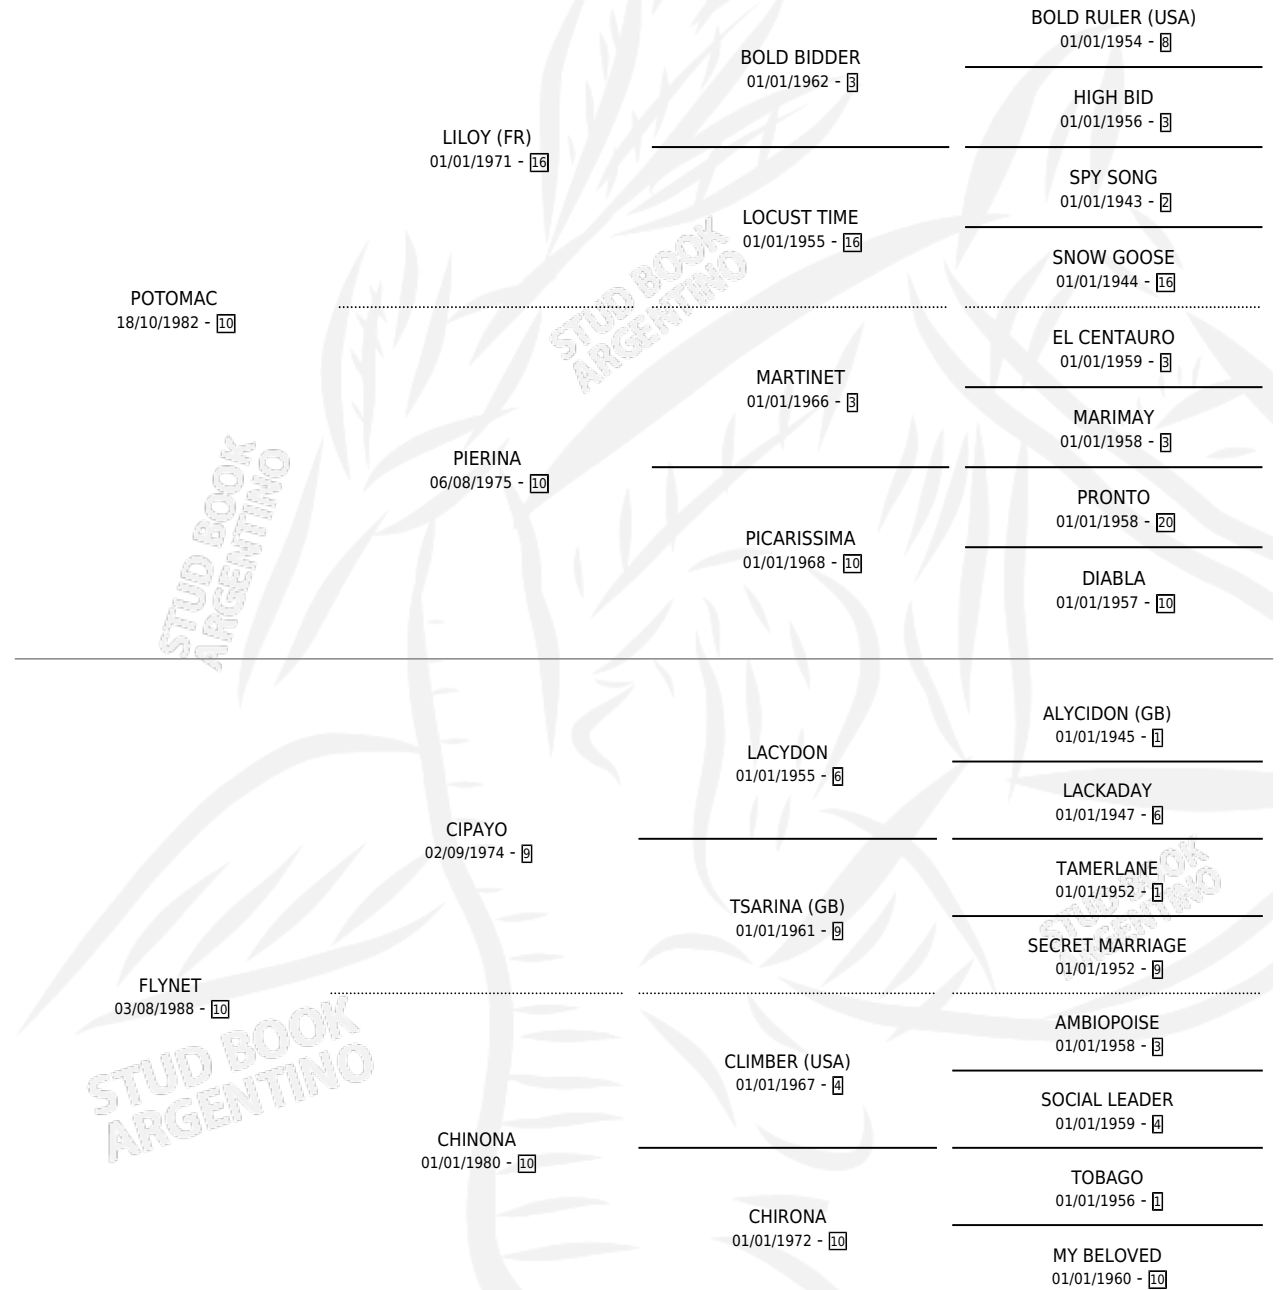 BOLD RULER (USA)
01/01/1954 - 8
BOLD BIDDER
01/01/1962 - 3
HIGH BID
01/01/1956 - 3
LILOY (FR)
01/01/1971 - 16
SPY SONG
01/01/1943 - 2
LOCUST TIME
01/01/1955 - 16
SNOW GOOSE
01/01/1944 - 16
POTOMAC
18/10/1982 - 10
EL CENTAURO
01/01/1959 - 3
MARTINET
01/01/1966 - 3
MARIMAY
01/01/1958 - 3
PIERINA
06/08/1975 - 10
PRONTO
01/01/1958 - 20
PICARISSIMA
01/01/1968 - 10
DIABLA
01/01/1957 - 10
STUD BOOK
ARGENTINO
STUD BOOK
ARGENTINO
ALYCIDON (GB)
01/01/1945 - 1
LACYDON
01/01/1955 - 6
LACKADAY
01/01/1947 - 6
CIPAYO
02/09/1974 - 9
TAMERLANE
01/01/1952 - 1
TSARINA (GB)
01/01/1961 - 9
SECRET MARRIAGE
01/01/1952 - 9
FLYNET
03/08/1988 - 10
AMBIOPOISE
01/01/1958 - 3
CLIMBER (USA)
01/01/1967 - 4
SOCIAL LEADER
01/01/1959 - 4
CHINONA
01/01/1980 - 10
TOBAGO
01/01/1956 - 1
CHIRONA
01/01/1972 - 10
MY BELOVED
01/01/1960 - 10
STUD BOOK
ARGENTINO
STUD BOOK
ARGENTINO